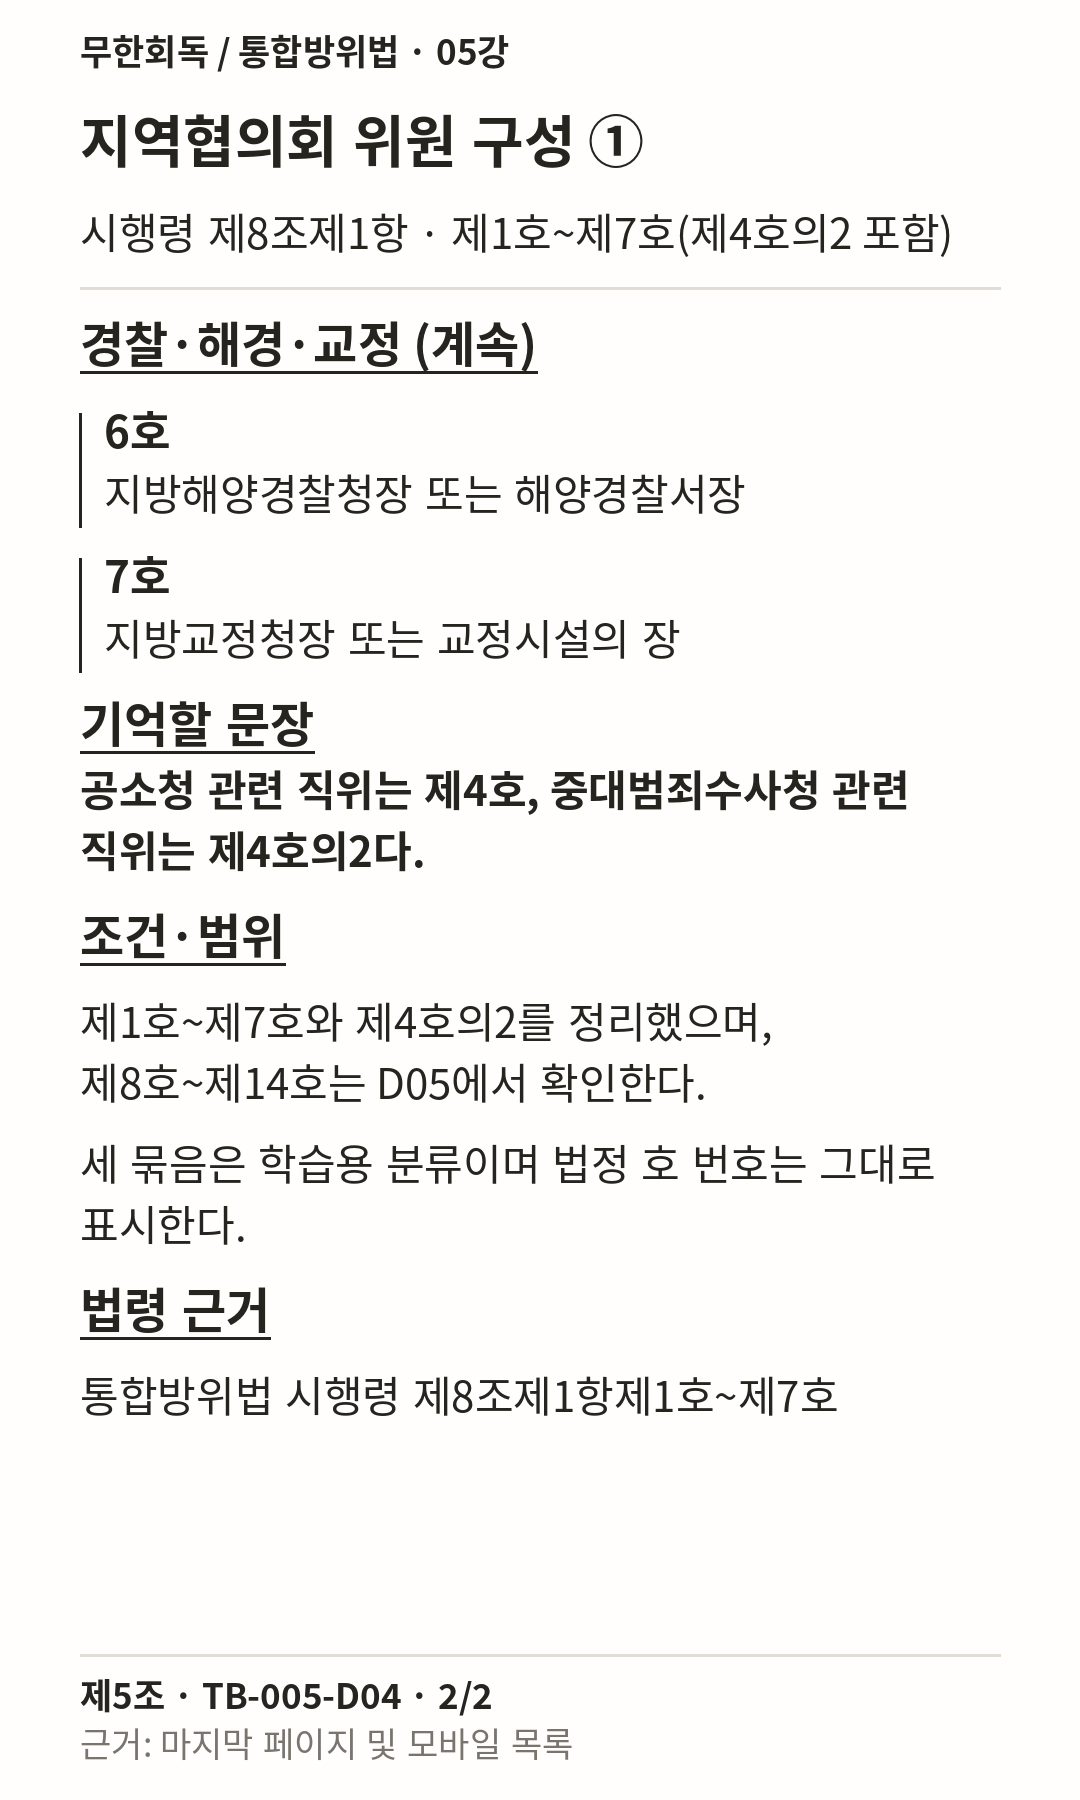 무한회독 / 통합방위법 · 05강
지역협의회 위원 구성 ①
시행령 제8조제1항 · 제1호~제7호(제4호의2 포함)
경찰·해경·교정 (계속)
6호
지방해양경찰청장 또는 해양경찰서장
7호
지방교정청장 또는 교정시설의 장
기억할 문장
공소청 관련 직위는 제4호, 중대범죄수사청 관련
직위는 제4호의2다.
조건·범위
제1호~제7호와 제4호의2를 정리했으며,
제8호~제14호는 D05에서 확인한다.
세 묶음은 학습용 분류이며 법정 호 번호는 그대로
표시한다.
법령 근거
통합방위법 시행령 제8조제1항제1호~제7호
제5조 · TB-005-D04 · 2/2
근거: 마지막 페이지 및 모바일 목록